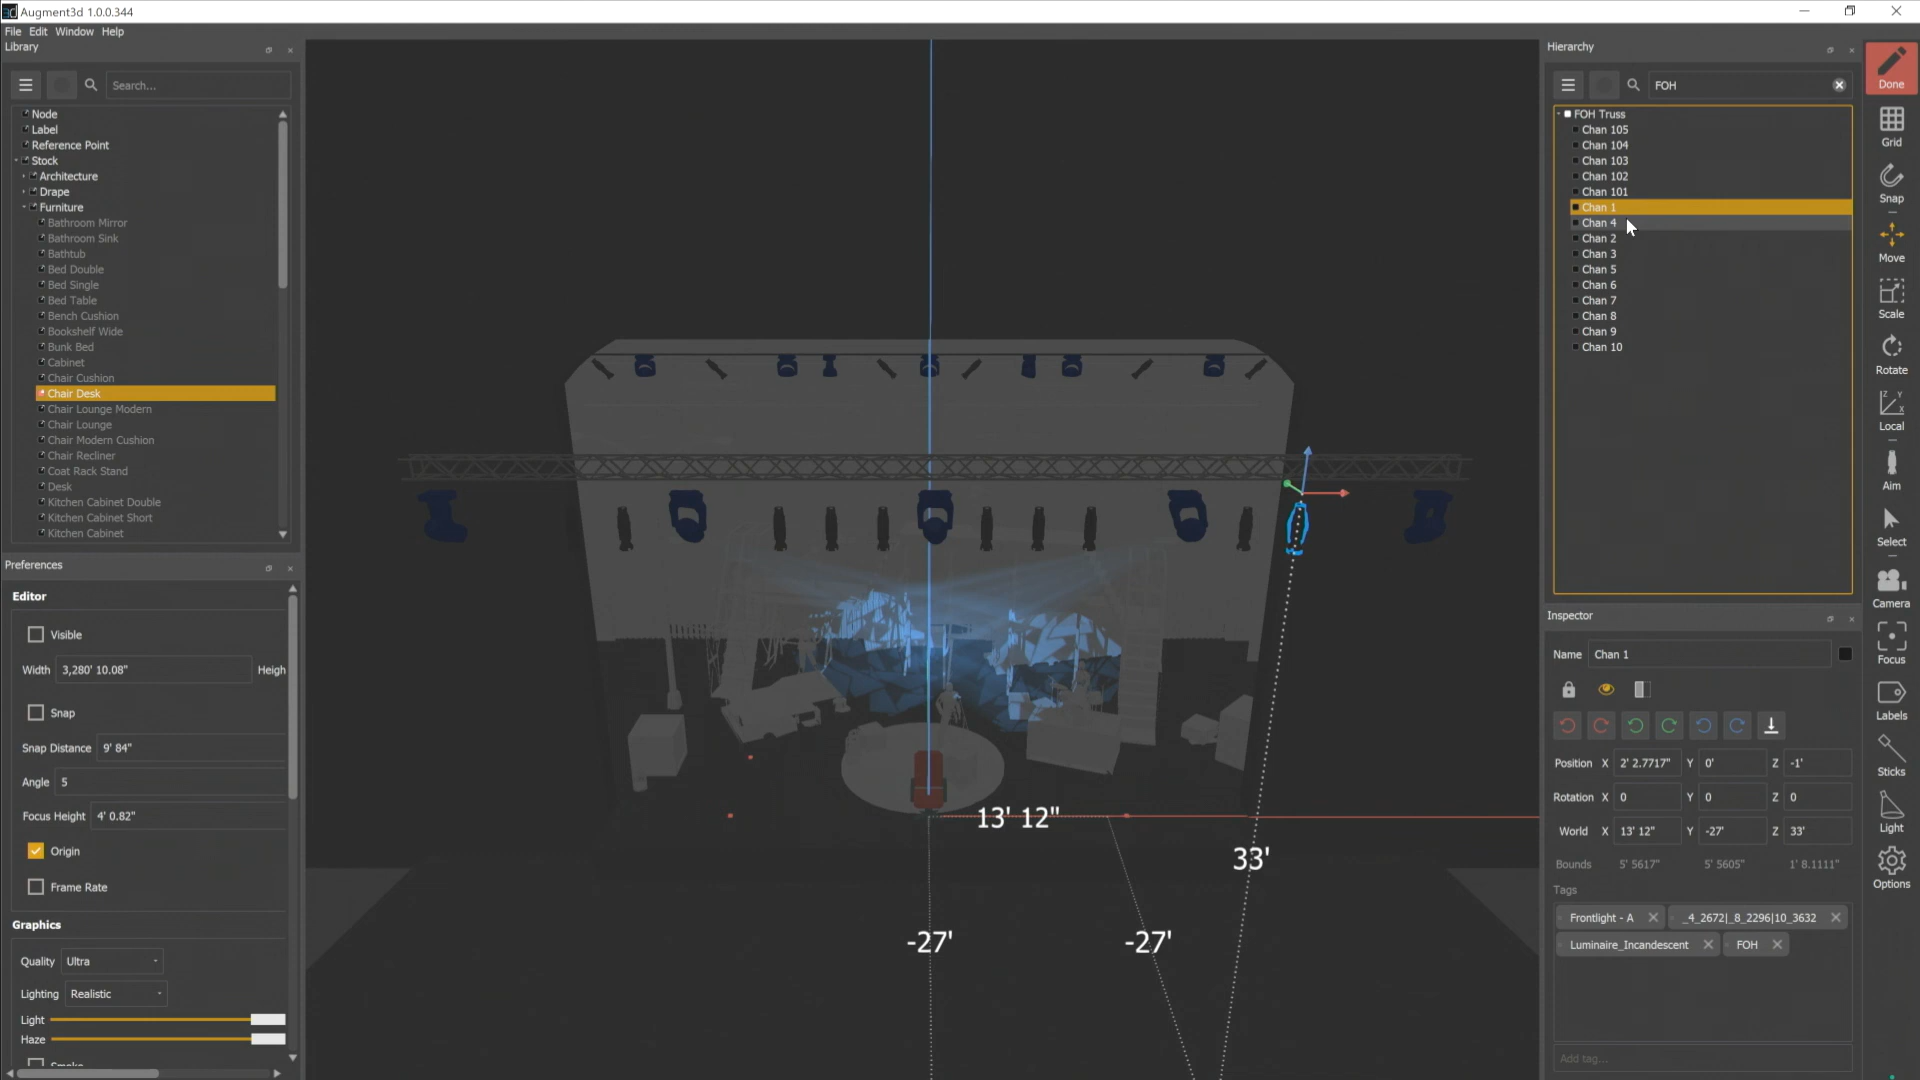 Augment3d 1.0.0.344
File Edit Window Help
Library
Search...
Node
Label
Reference Point
Stock
Architecture
Drape
Furniture
Bathroom Mirror
Bathroom Sink
Bathtub
Bed Double
Bed Single
Bed Table
Bench Cushion
Bookshelf Wide
Bunk Bed
Cabinet
Chair Cushion
Chair Desk
Chair Lounge Modern
Chair Lounge
Chair Modern Cushion
Chair Recliner
Coat Rack Stand
Desk
Kitchen Cabinet Double
Kitchen Cabinet Short
Kitchen Cabinet
Preferences
Editor
Visible
Width 3,280' 10.08" Heigh
Snap
Snap Distance 9' 84"
Angle 5
Focus Height 4' 0.82"
Origin
Frame Rate
Graphics
Quality Ultra
Lighting Realistic
Light
Haze
13' 12"
33'
-27'
-27'
Hierarchy
FOH
FOH Truss
Chan 105
Chan 104
Chan 103
Chan 102
Chan 101
Chan 1
Chan 4
Chan 2
Chan 3
Chan 5
Chan 6
Chan 7
Chan 8
Chan 9
Chan 10
Inspector
Name Chan 1
Position X 2' 2.7717" Y 0' Z -1'
Rotation X 0 Y 0 Z 0
World X 13' 12" Y -27' Z 33'
Bounds 5' 5617" 5' 5605" 1' 8.1111"
Tags
Frontlight - A _4_2672|_8_2296|10_3632
Luminaire_Incandescent FOH
Add tag...
Done
Grid
Snap
Move
Scale
Rotate
Z Y X
Local
Aim
Select
Camera
Focus
Labels
Sticks
Light
Options